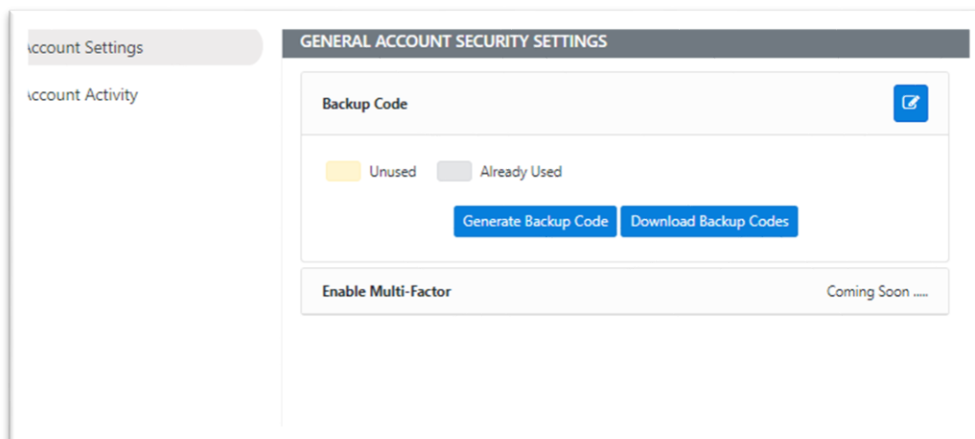 Account Settings
Account Activity
GENERAL ACCOUNT SECURITY SETTINGS
Backup Code
Unused Already Used
Generate Backup Code Download Backup Codes
Enable Multi-Factor Coming Soon .....